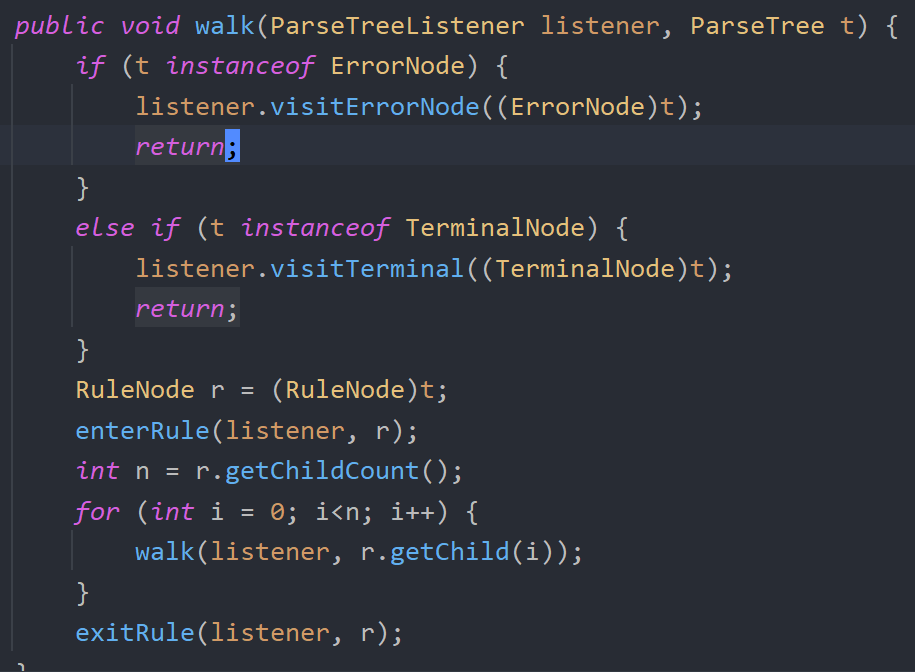 public void walk(ParseTreeListener listener, ParseTree t) {
    if (t instanceof ErrorNode) {
        listener.visitErrorNode((ErrorNode)t);
        return;
    }
    else if (t instanceof TerminalNode) {
        listener.visitTerminal((TerminalNode)t);
        return;
    }
    RuleNode r = (RuleNode)t;
    enterRule(listener, r);
    int n = r.getChildCount();
    for (int i = 0; i<n; i++) {
        walk(listener, r.getChild(i));
    }
    exitRule(listener, r);
}